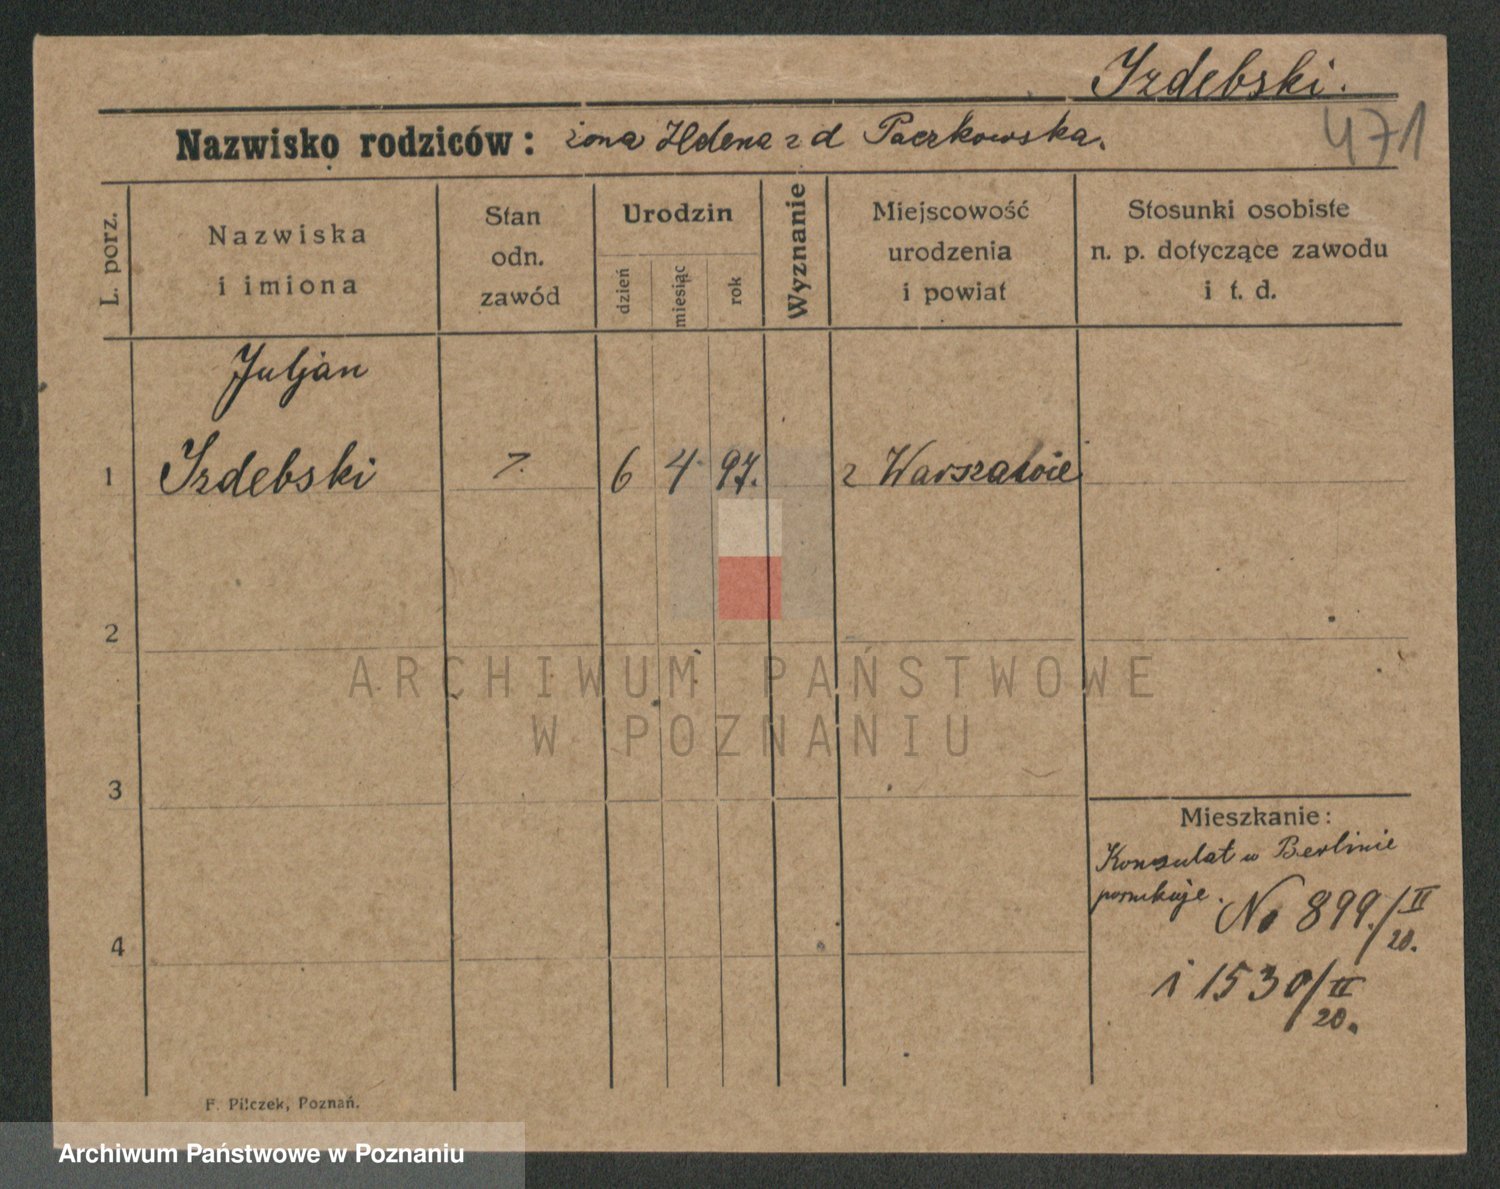 Izdebski.
471
Nazwisko rodziców: żona Helena z d Paczkowska.
L. porz.
Nazwiska
i imiona
Stan
odn.
zawód
Urodzin
dzień
miesiąc
rok
Wyznanie
Miejscowość
urodzenia
i powiat
Stosunki osobiste
n. p. dotyczące zawodu
i t. d.
Juljan
1 Izdebski 6 4 97. z Warszawie
2
ARCHIWUM PAŃSTWOWE
W POZNANIU
3
Mieszkanie:
Konsulat w Berlinie
poszukuje. No 899./II
20.
4
i 1530/II
20.
F. Pilczek, Poznań.
Archiwum Państwowe w Poznaniu